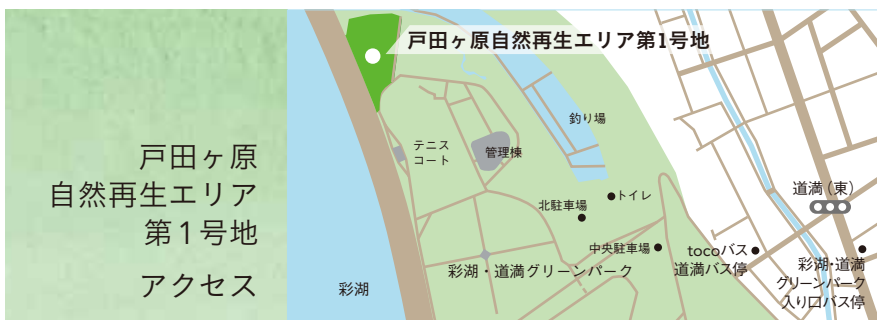 戸田ヶ原
自然再生エリア
第1号地
アクセス
戸田ヶ原自然再生エリア第1号地
釣り場
テニス
コート
管理棟
トイレ
北駐車場
道満(東)
中央駐車場
tocoバス
道満バス停
彩湖・道満
グリーンパーク
入り口バス停
彩湖・道満グリーンパーク
彩湖